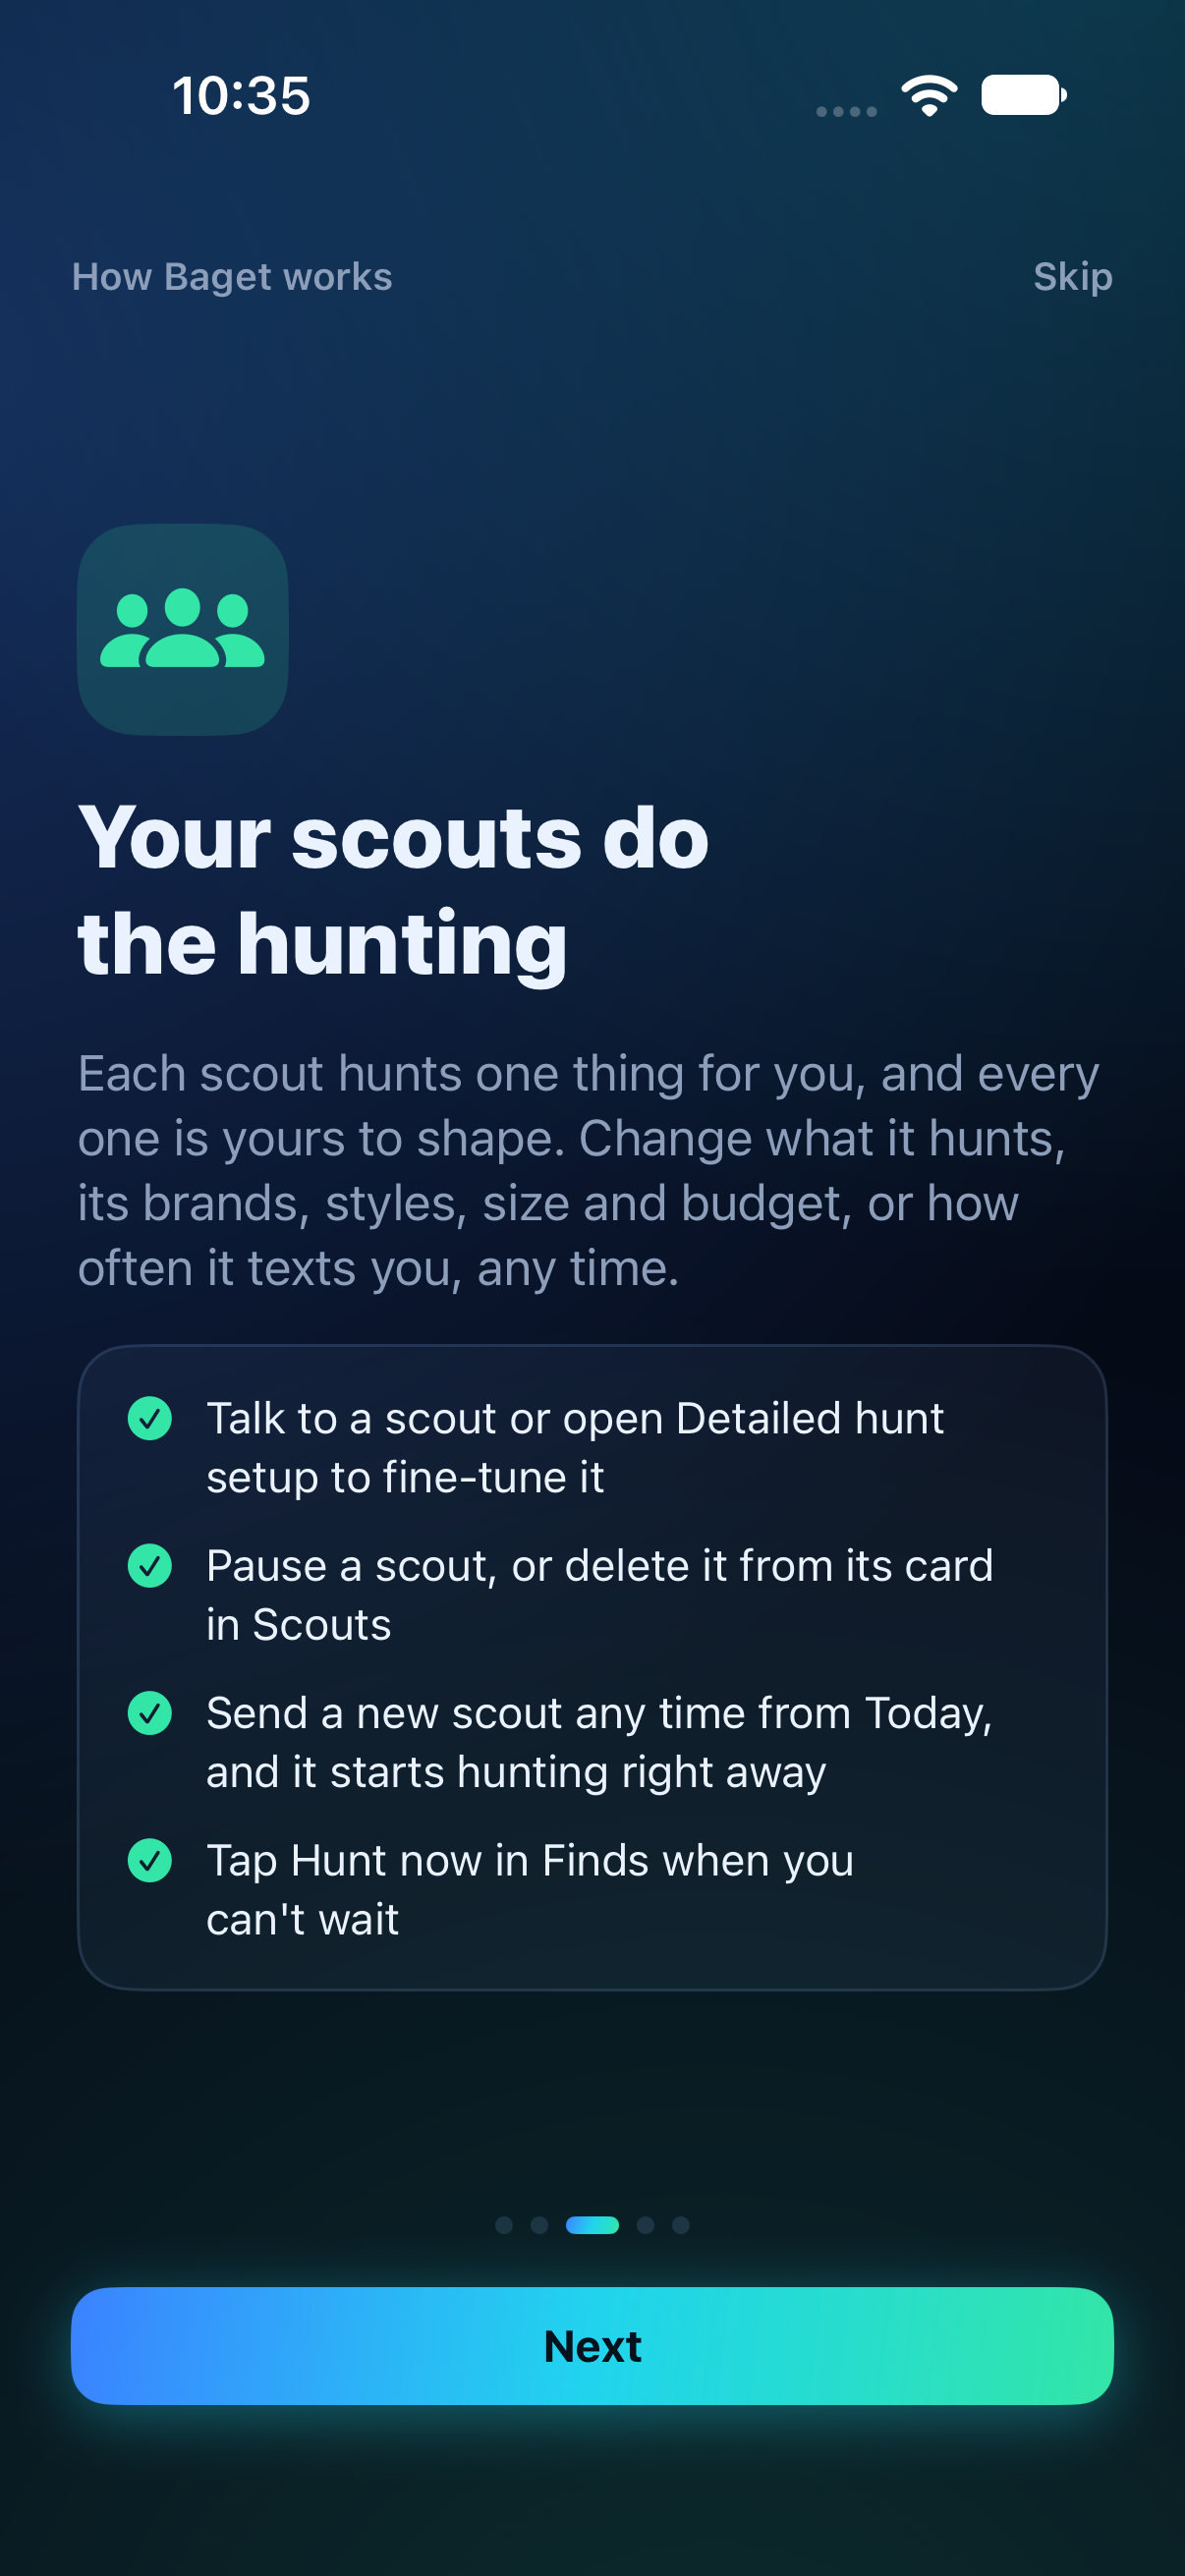 10:35
How Baget works
Skip
Your scouts do
the hunting
Each scout hunts one thing for you, and every
one is yours to shape. Change what it hunts,
its brands, styles, size and budget, or how
often it texts you, any time.
Talk to a scout or open Detailed hunt
setup to fine-tune it
Pause a scout, or delete it from its card
in Scouts
Send a new scout any time from Today,
and it starts hunting right away
Tap Hunt now in Finds when you
can't wait
Next